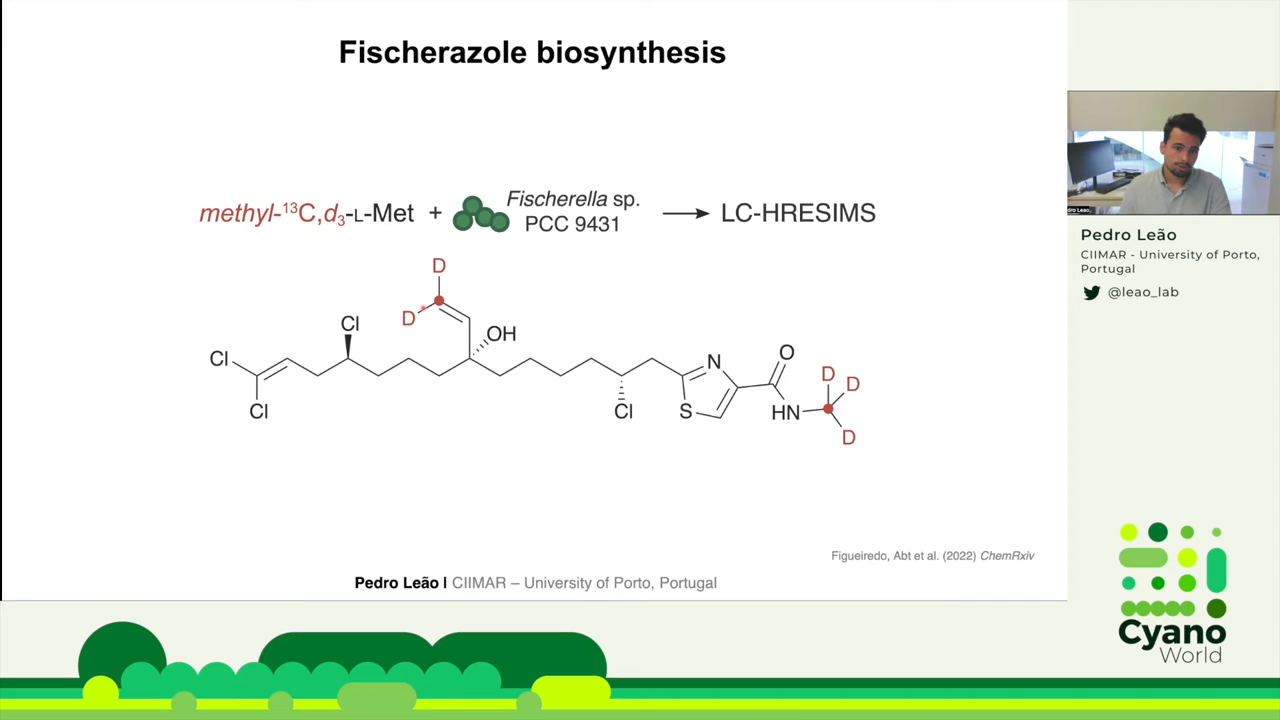 Fischerazole biosynthesis
methyl-¹³C,d₃-L-Met + Fischerella sp. PCC 9431 → LC-HRESIMS
D
D
Cl
OH
Cl
Cl
Cl
N
S
O
HN
D
D
D
Figueiredo, Abt et al. (2022) ChemRxiv
Pedro Leão I CIIMAR – University of Porto, Portugal
Pedro Leão
CIIMAR - University of Porto,
Portugal
@leao_lab
Cyano
World